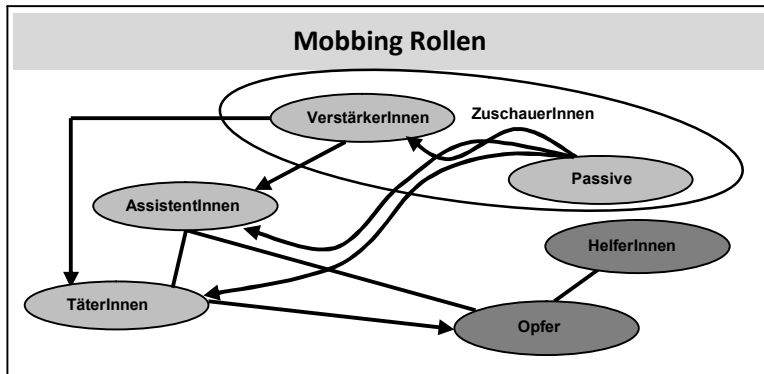 Mobbing Rollen
VerstärkerInnen
ZuschauerInnen
Passive
AssistentInnen
HelferInnen
TäterInnen
Opfer